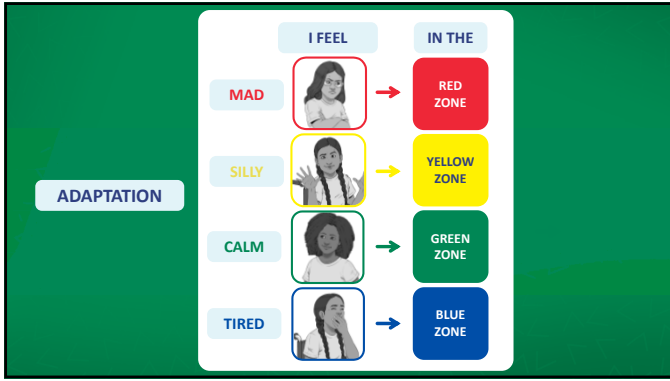 I FEEL
IN THE
MAD
RED
ZONE
SILLY
YELLOW
ZONE
ADAPTATION
CALM
GREEN
ZONE
TIRED
BLUE
ZONE